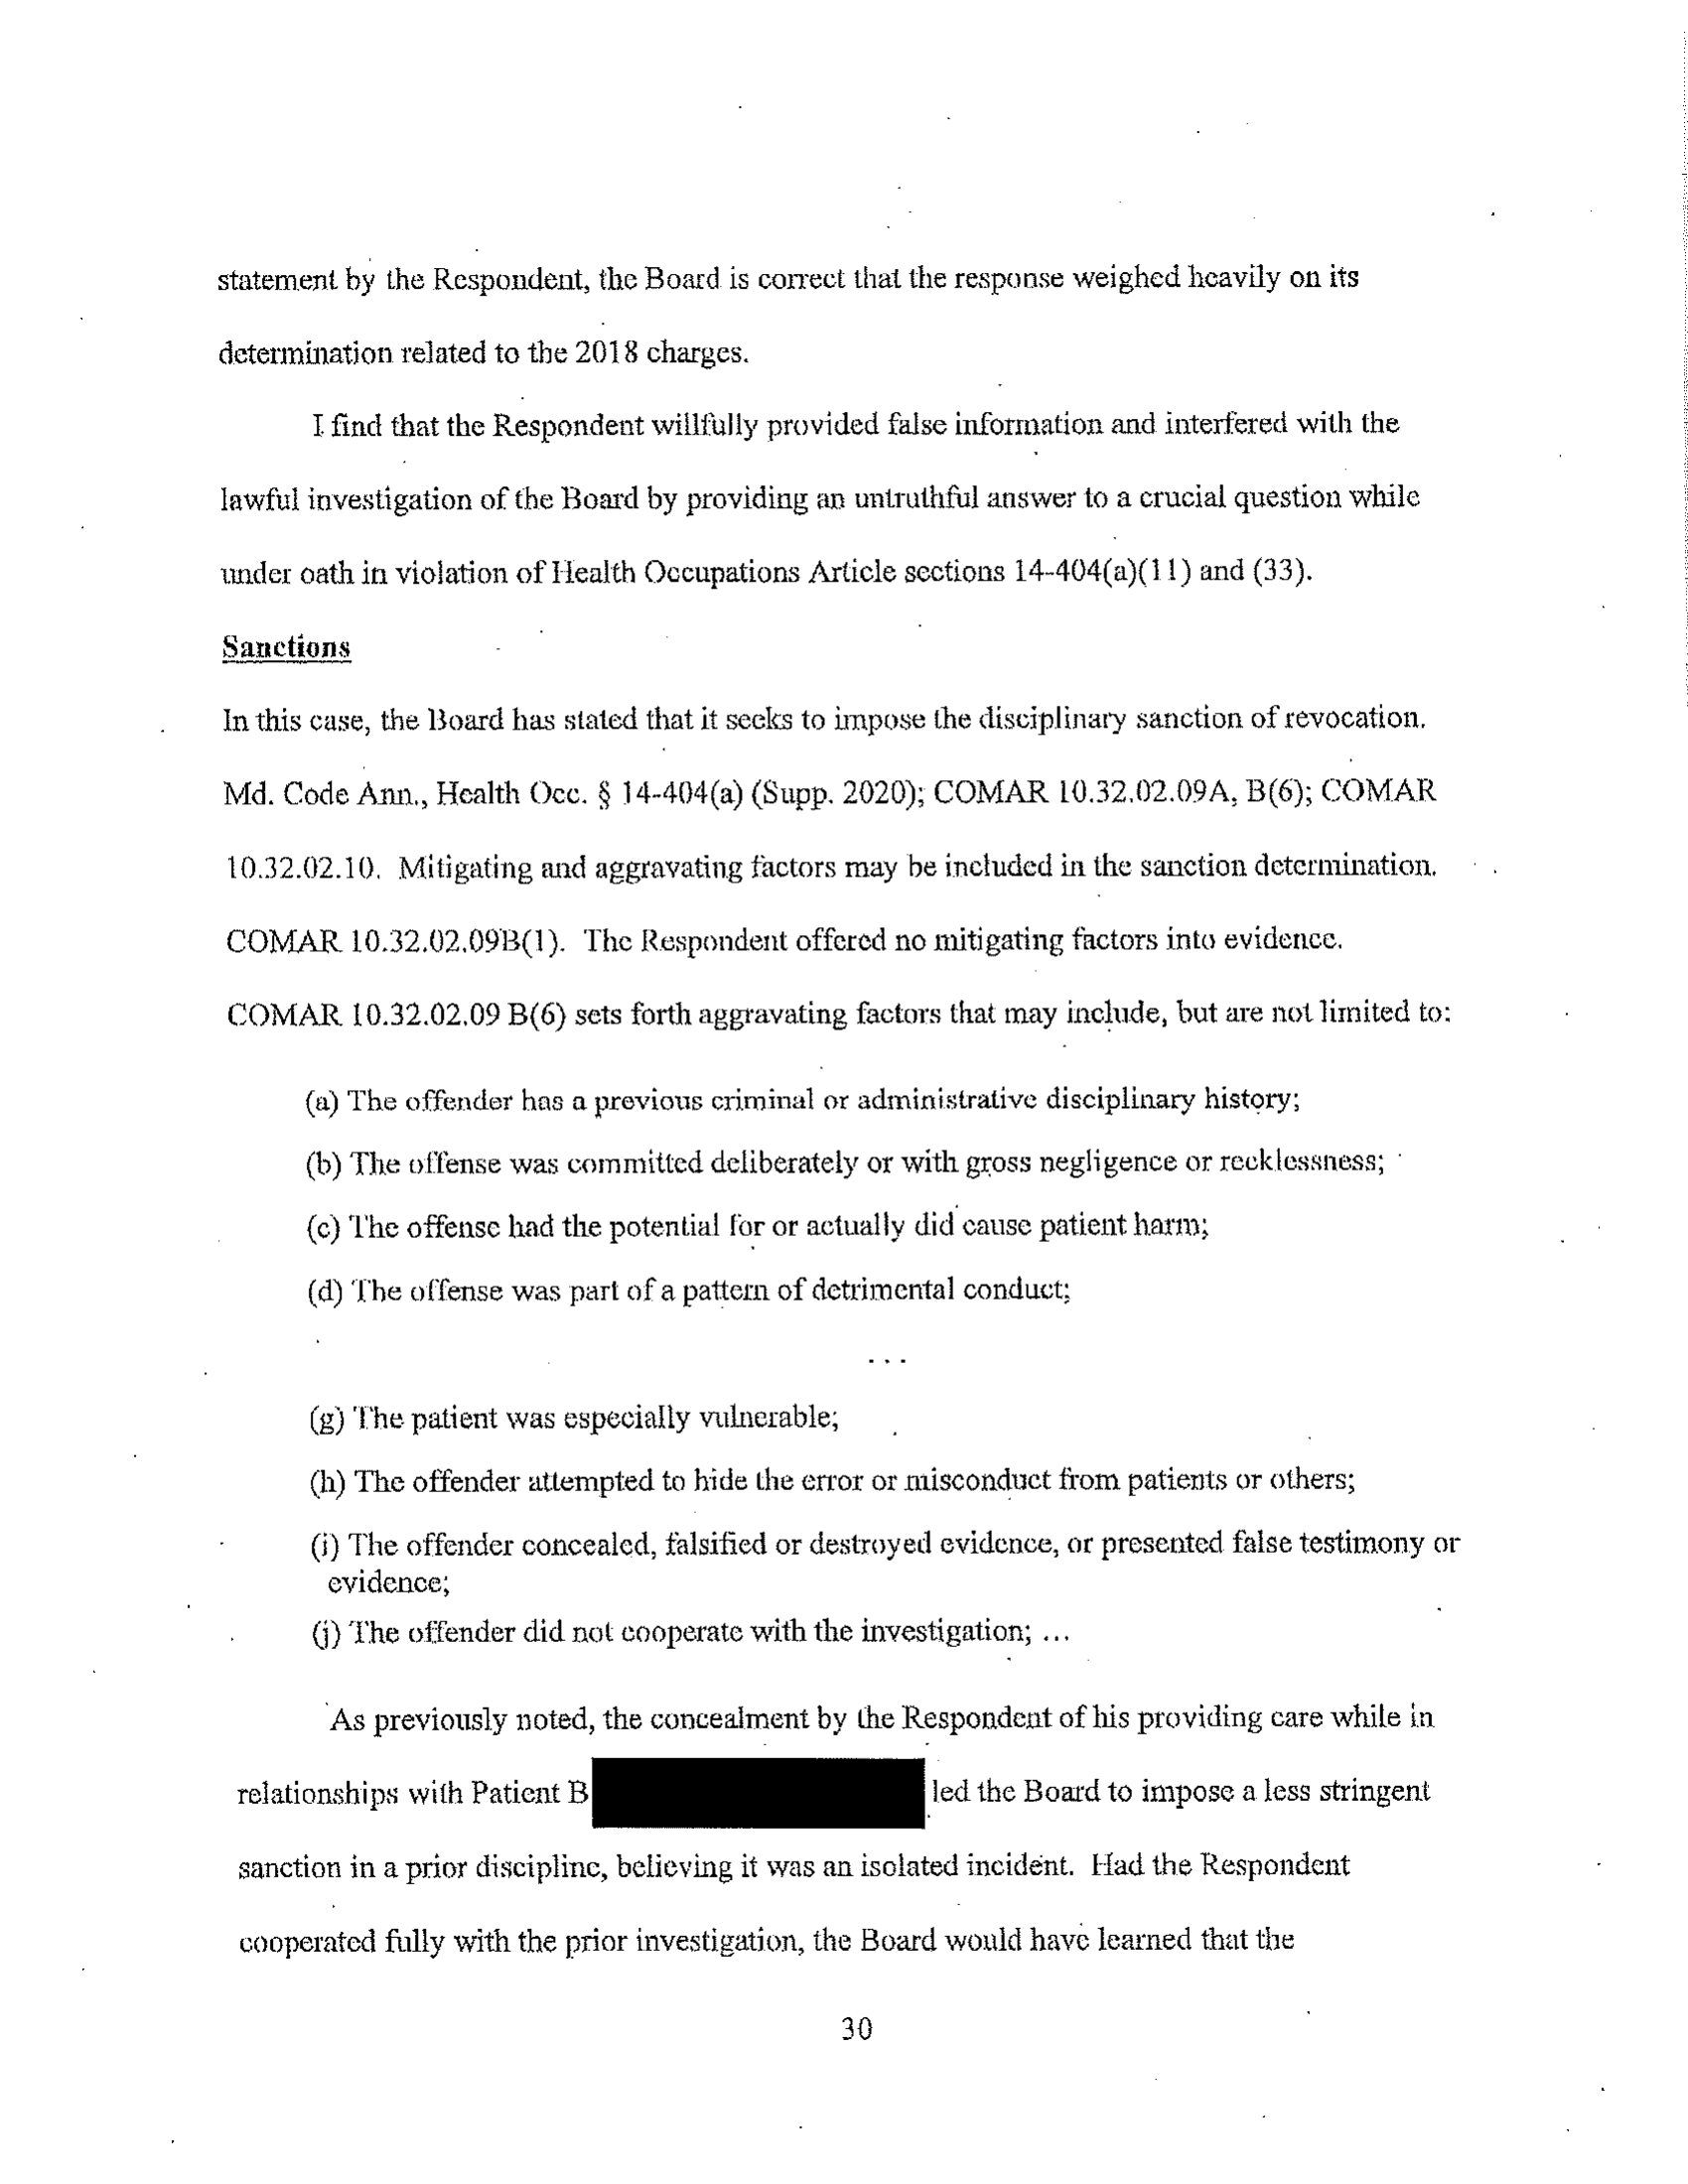 statement by the Respondent, the Board is correct that the response weighed heavily on its
determination related to the 2018 charges.
I find that the Respondent willfully provided false information and interfered with the
lawful investigation of the Board by providing an untruthful answer to a crucial question while
under oath in violation of Health Occupations Article sections 14-404(a)(11) and (33).
Sanctions
In this case, the Board has stated that it seeks to impose the disciplinary sanction of revocation.
Md. Code Ann., Health Occ. § 14-404(a) (Supp. 2020); COMAR 10.32.02.09A, B(6); COMAR
10.32.02.10. Mitigating and aggravating factors may be included in the sanction determination.
COMAR 10.32.02.09B(1). The Respondent offered no mitigating factors into evidence.
COMAR 10.32.02.09 B(6) sets forth aggravating factors that may include, but are not limited to:
(a) The offender has a previous criminal or administrative disciplinary history;
(b) The offense was committed deliberately or with gross negligence or recklessness;
(c) The offense had the potential for or actually did cause patient harm;
(d) The offense was part of a pattern of detrimental conduct;
. . .
(g) The patient was especially vulnerable;
(h) The offender attempted to hide the error or misconduct from patients or others;
(i) The offender concealed, falsified or destroyed evidence, or presented false testimony or
evidence;
(j) The offender did not cooperate with the investigation; ...
As previously noted, the concealment by the Respondent of his providing care while in
relationships with Patient B led the Board to impose a less stringent
sanction in a prior discipline, believing it was an isolated incident. Had the Respondent
cooperated fully with the prior investigation, the Board would have learned that the
30